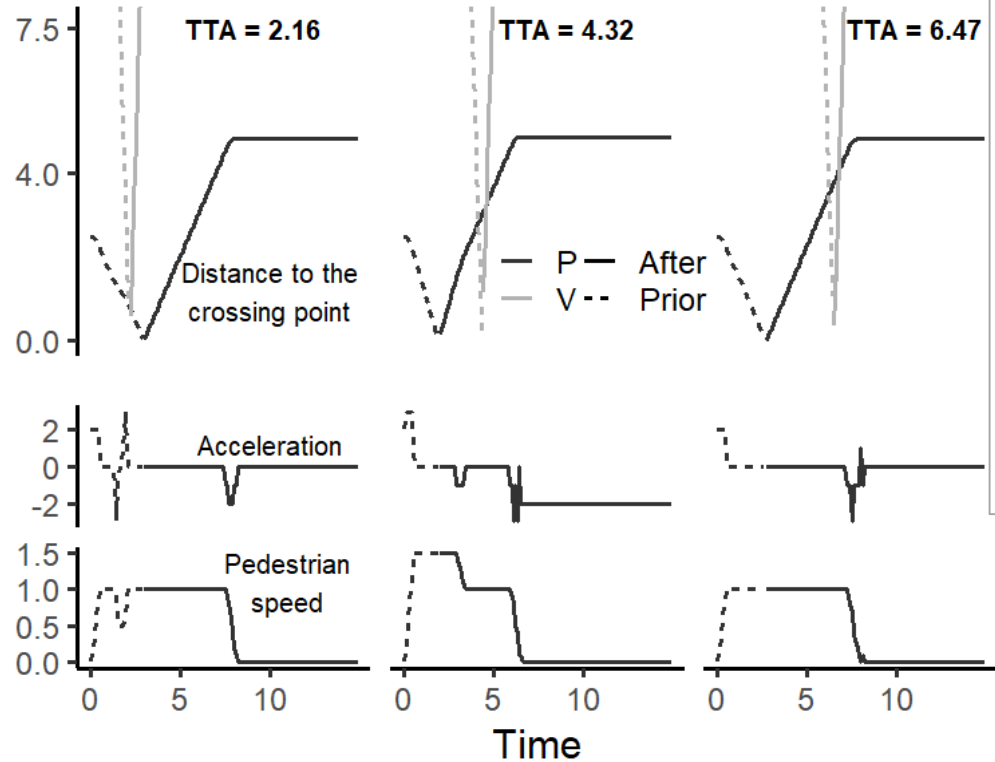 TTA = 2.16
TTA = 4.32
TTA = 6.47
7.5
4.0
0.0
Distance to the
crossing point
P After
V Prior
2
0
-2
Acceleration
1.5
1.0
0.5
0.0
Pedestrian
speed
0 5 10
0 5 10
0 5 10
Time